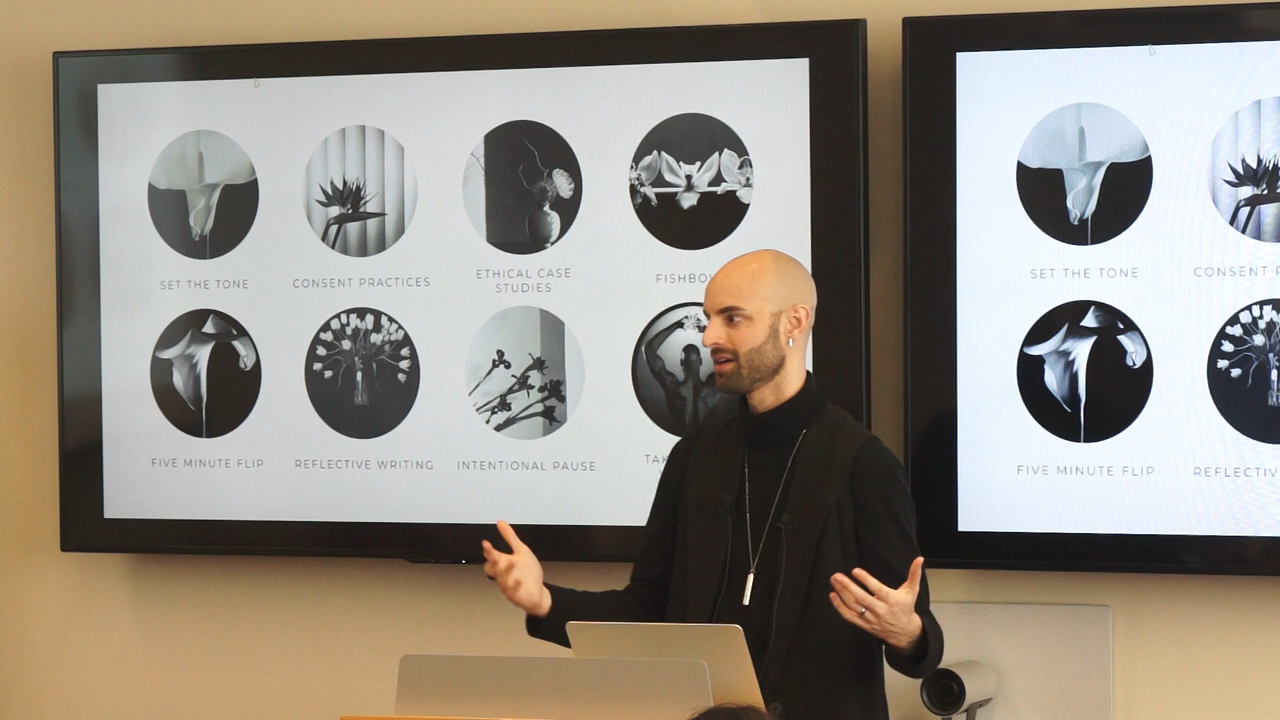 SET THE TONE
CONSENT PRACTICES
ETHICAL CASE
STUDIES
FIVE MINUTE FLIP
REFLECTIVE WRITING
INTENTIONAL PAUSE
SET THE TONE
CONSENT
FIVE MINUTE FLIP